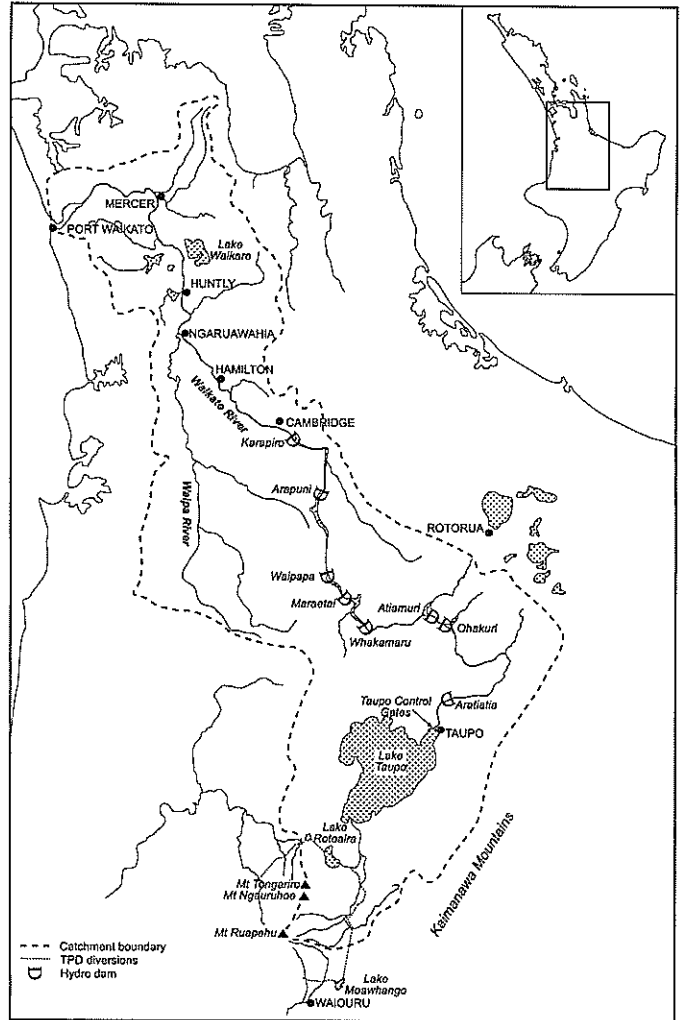 MERCER
PORT WAIKATO
Lake
Waikare
HUNTLY
NGARUAWAHIA
HAMILTON
Waikato River
CAMBRIDGE
Karapiro
Waipa River
Arapuni
ROTORUA
Waipapa
Maraetai
Atiamuri
Ohakuri
Whakamaru
Aratiatia
Taupo Control
Gates
TAUPO
Lake
Taupo
Kaimanawa Mountains
Lake
Rotoaira
Mt Tongariro
Mt Ngauruhoe
Mt Ruapehu
Lake
Moawhango
WAIOURU
Catchment boundary
TPD diversions
Hydro dam